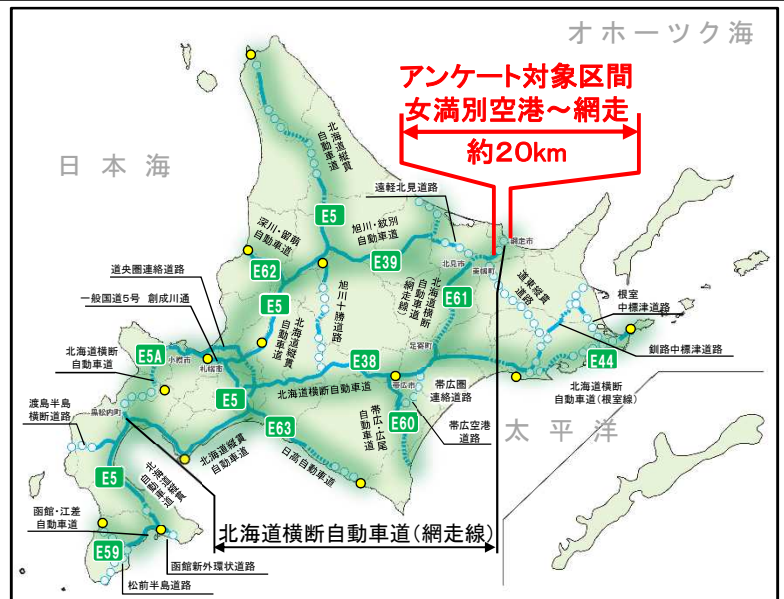 オホーツク海
アンケート対象区間
女満別空港～網走
約20km
日本海
北海道縦貫
自動車道
遠軽北見道路
E5
旭川・紋別
自動車道
網走市
深川・留萌
自動車道
北見市
美幌町
E39
道央圏連絡道路
E62
道東縦貫
道路
根室
中標津道路
一般国道5号 創成川通
E5
旭川十勝道路
北海道横断
自動車道
(網走線)
E61
北海道縦貫
自動車道
北海道横断
自動車道
E5A
小樽市
札幌市
足寄町
釧路中標津道路
E38
E44
北海道横断自動車道
帯広市
帯広圏
連絡道路
北海道横断
自動車道(根室線)
渡島半島
横断道路
黒松内町
E5
E63
帯広・広尾
自動車道
E60
帯広空港
道路
太平洋
北海道縦貫
自動車道
日高自動車道
E5
北海道縦貫
自動車道
函館・江差
自動車道
北海道横断自動車道(網走線)
E59
函館新外環状道路
松前半島道路